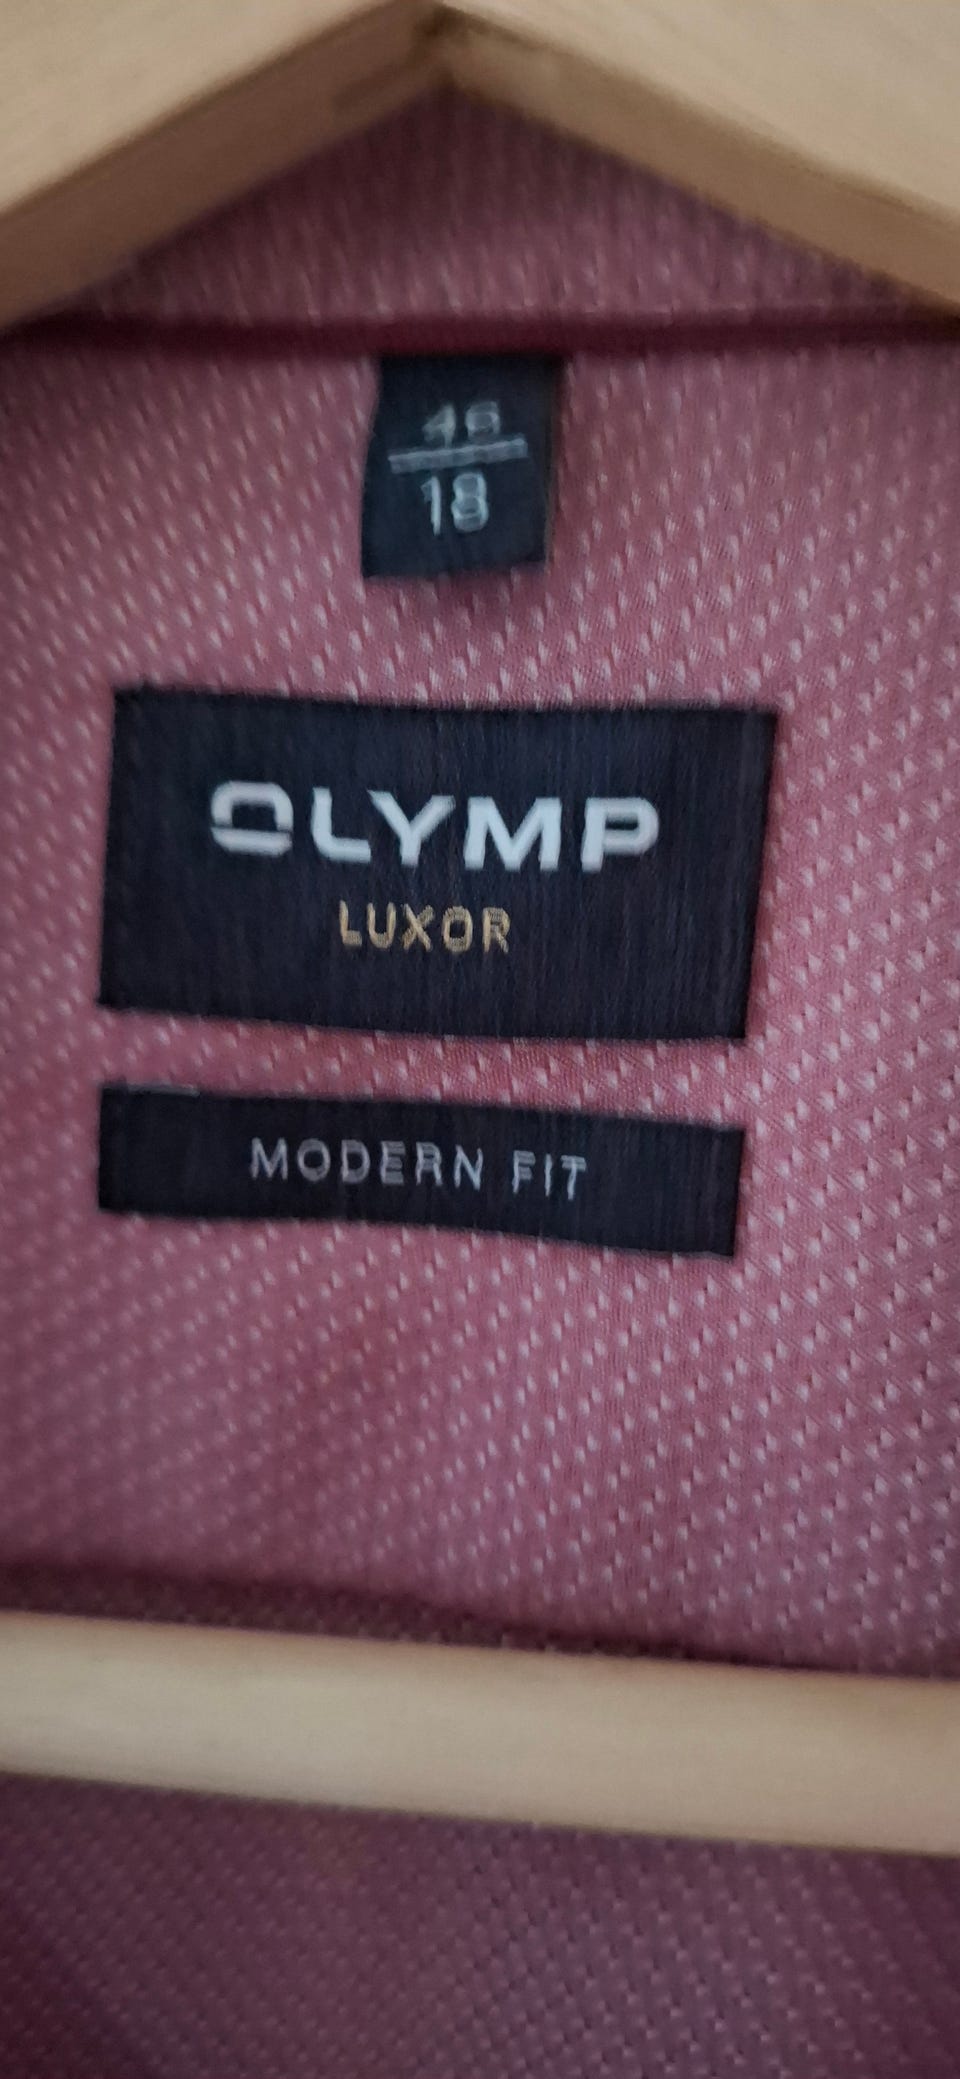 46
18
OLYMP
LUXOR
MODERN FIT